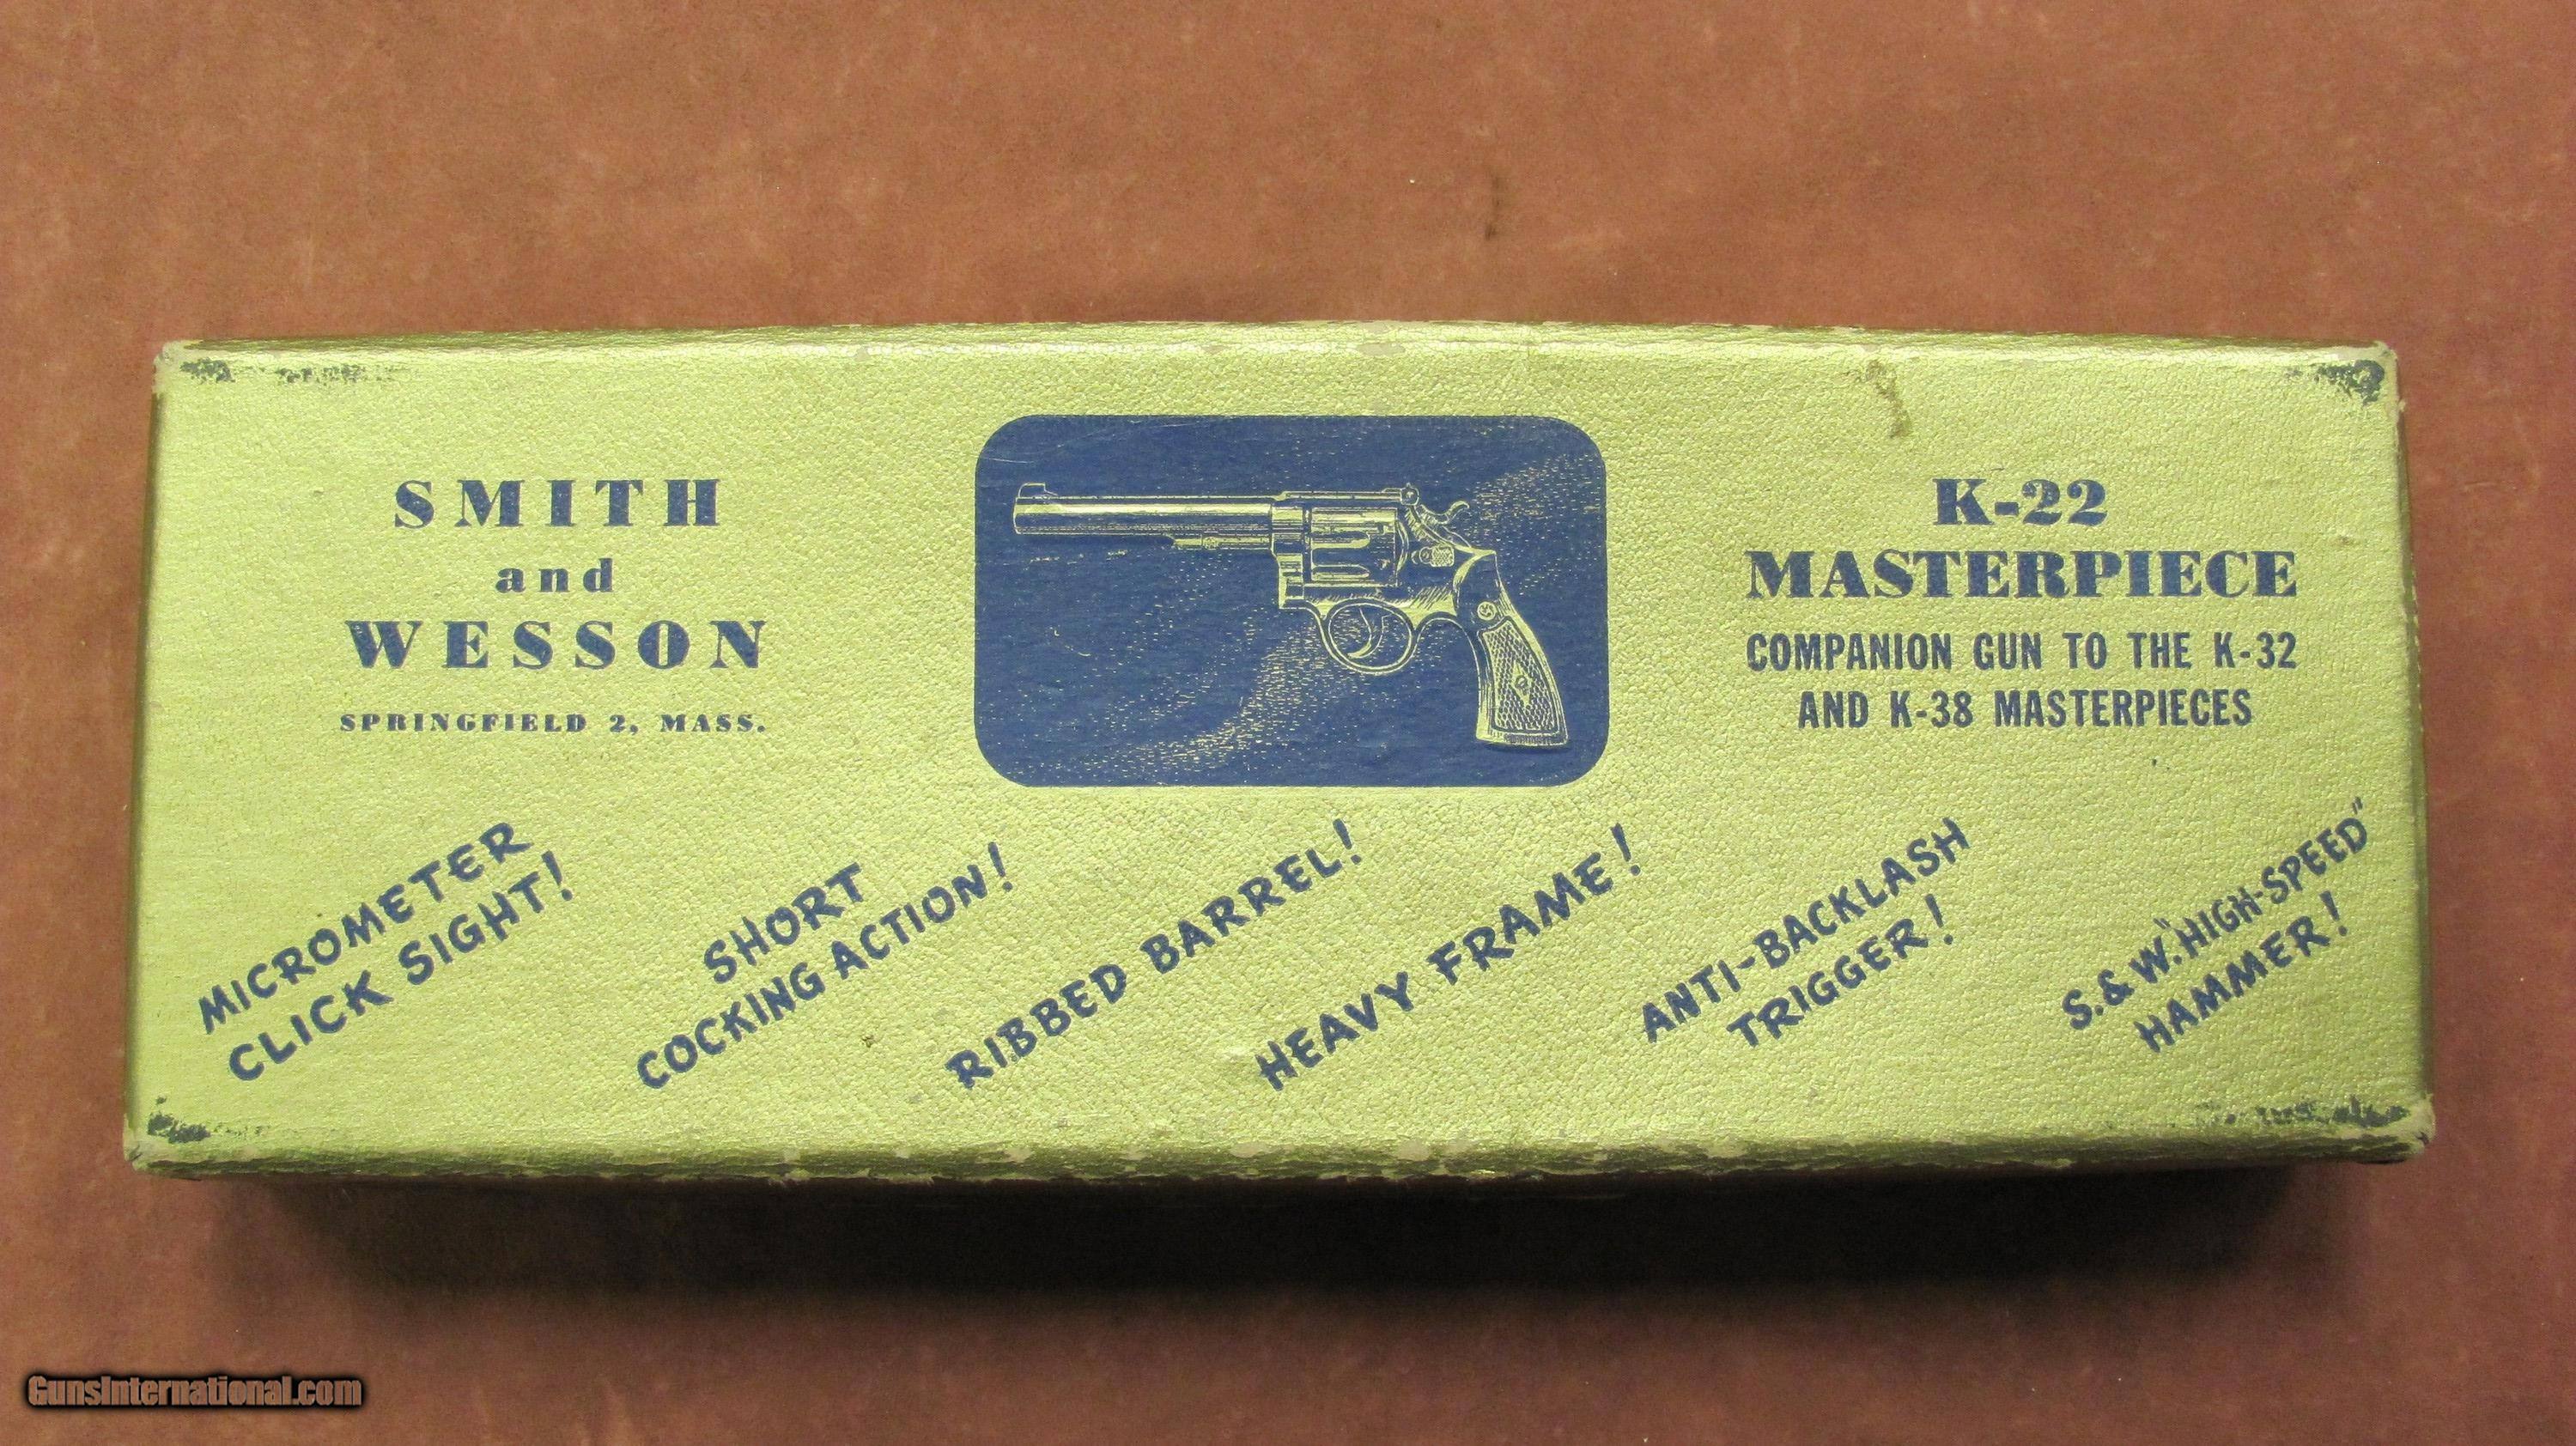 SMITH
and
WESSON
SPRINGFIELD 2, MASS.
K-22
MASTERPIECE
COMPANION GUN TO THE K-32
AND K-38 MASTERPIECES
MICROMETER
CLICK SIGHT!
SHORT
COCKING ACTION!
RIBBED BARREL!
HEAVY FRAME!
ANTI-BACKLASH
TRIGGER!
S.&W."HIGH-SPEED"
HAMMER!
GunsInternational.com